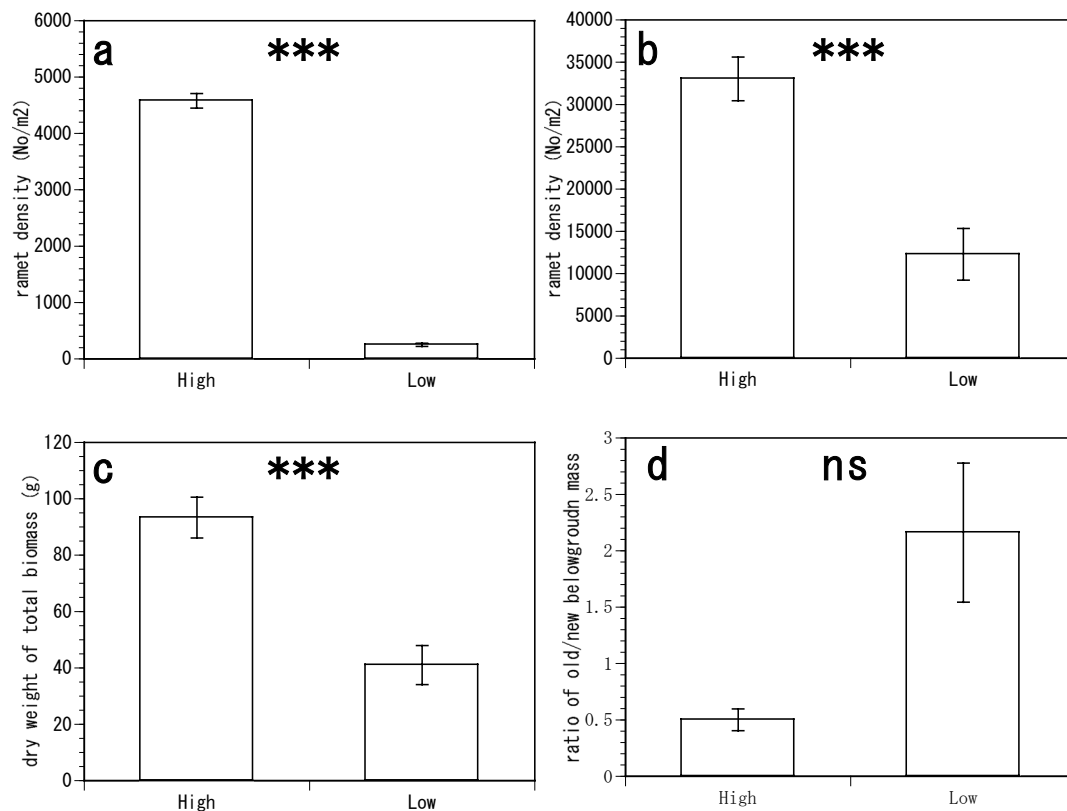 a
***
ramet density (No/m2)
6000
5000
4000
3000
2000
1000
0
High
Low
b
***
ramet density (No/m2)
40000
35000
30000
25000
20000
15000
10000
5000
0
High
Low
c
***
dry weight of total biomass (g)
120
100
80
60
40
20
0
High
Low
d
ns
ratio of old/new belowgroudn mass
3
2.5
2
1.5
1
0.5
0
High
Low